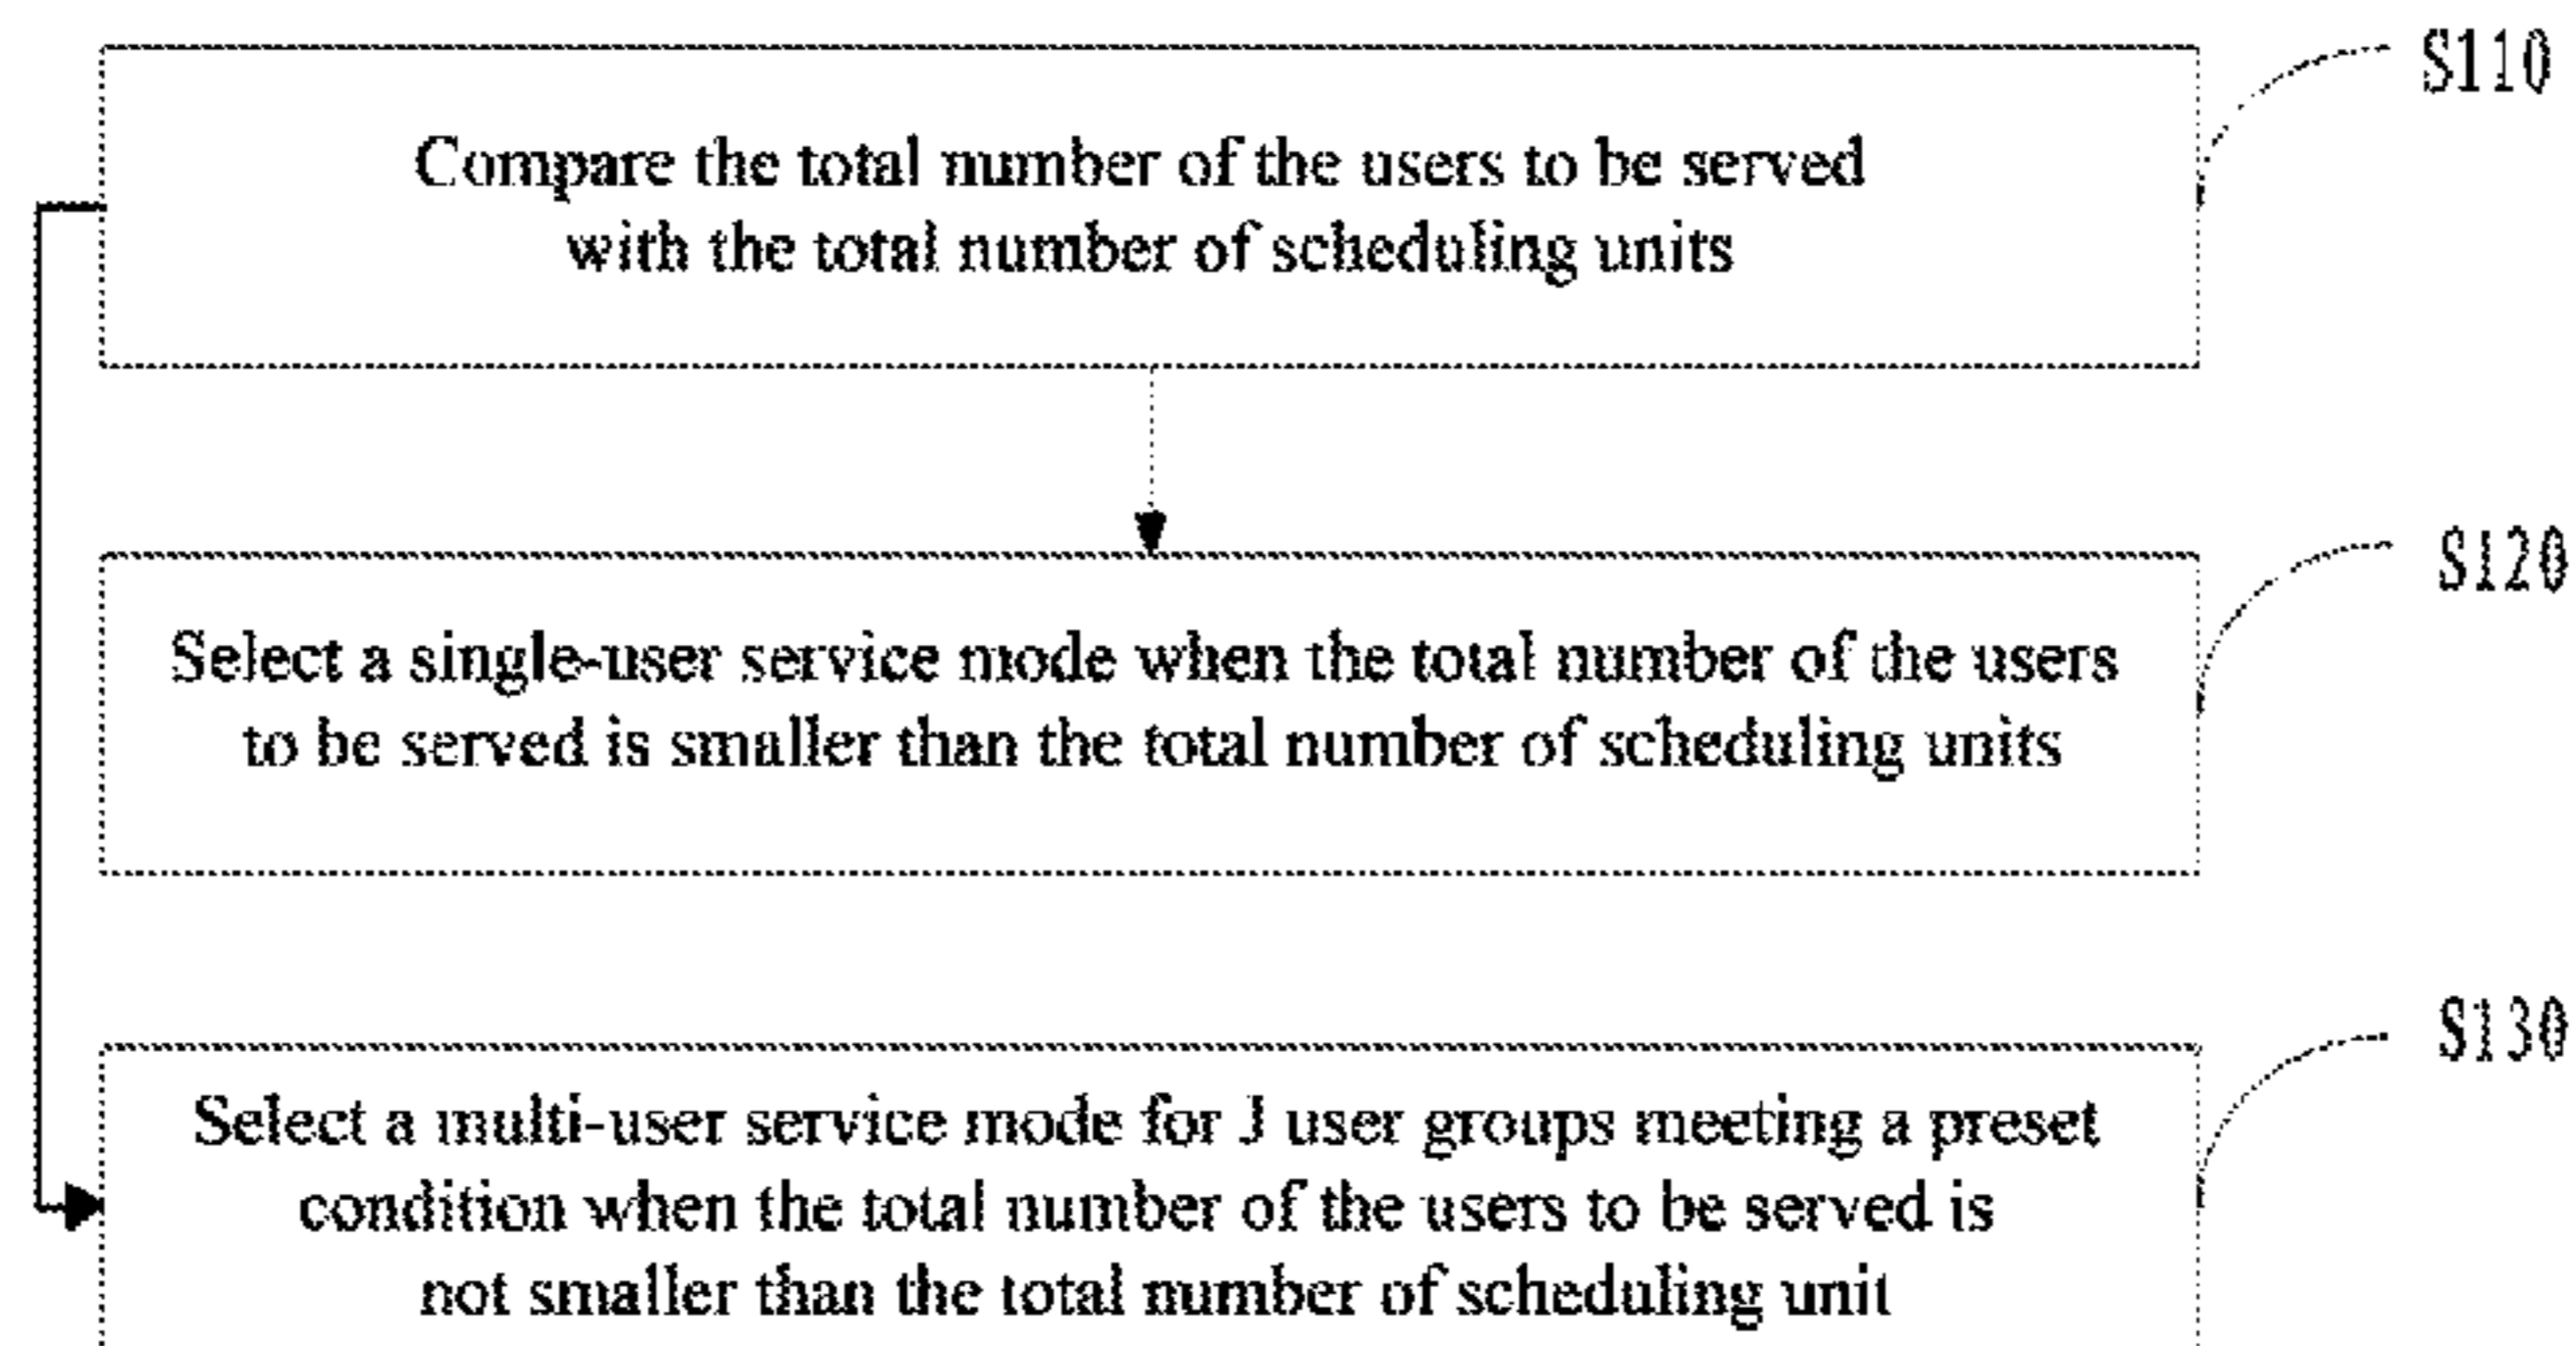 S110
Compare the total number of the users to be served
with the total number of scheduling units
S120
Select a single-user service mode when the total number of the users
to be served is smaller than the total number of scheduling units
S130
Select a multi-user service mode for J user groups meeting a preset
condition when the total number of the users to be served is
not smaller than the total number of scheduling unit